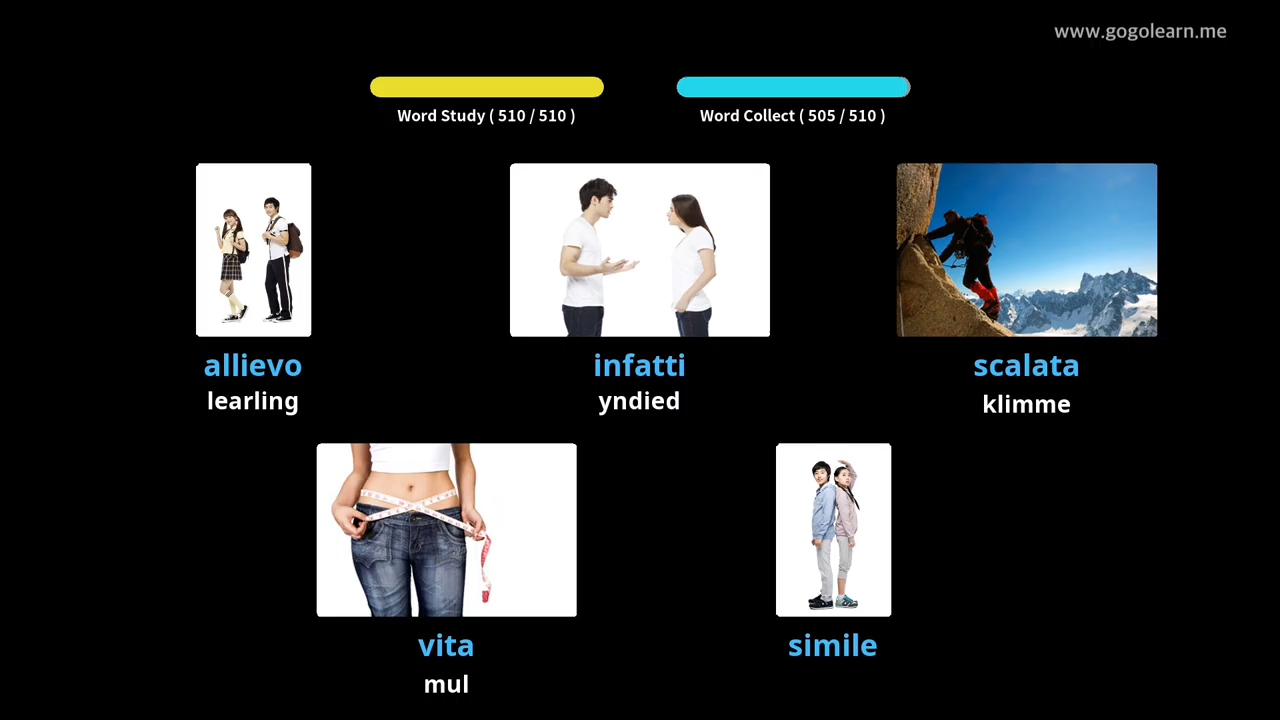 www.gogolearn.me
Word Study ( 510 / 510 )
Word Collect ( 505 / 510 )
allievo
learling
infatti
yndied
scalata
klimme
vita
mul
simile